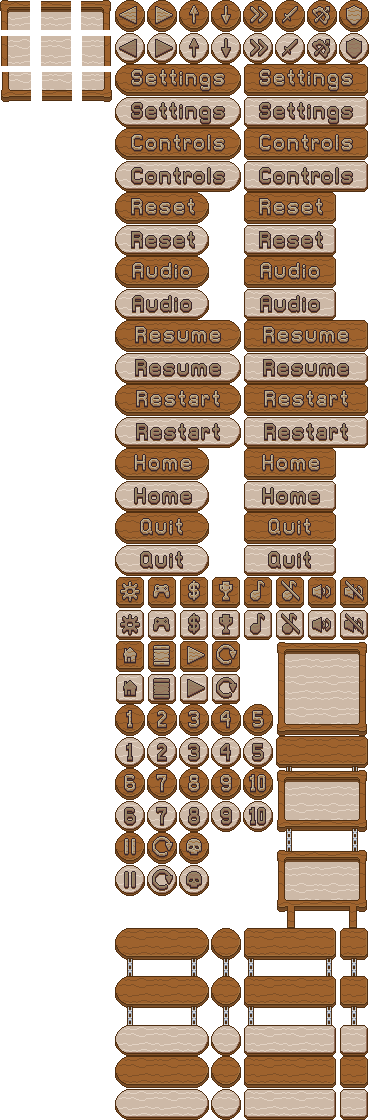 Settings Settings
Settings Settings
Controls Controls
Controls Controls
Reset Reset
Reset Reset
Audio Audio
Audio Audio
Resume Resume
Resume Resume
Restart Restart
Restart Restart
Home Home
Home Home
Quit Quit
Quit Quit
$
$
1 2 3 4 5
1 2 3 4 5
6 7 8 9 10
6 7 8 9 10